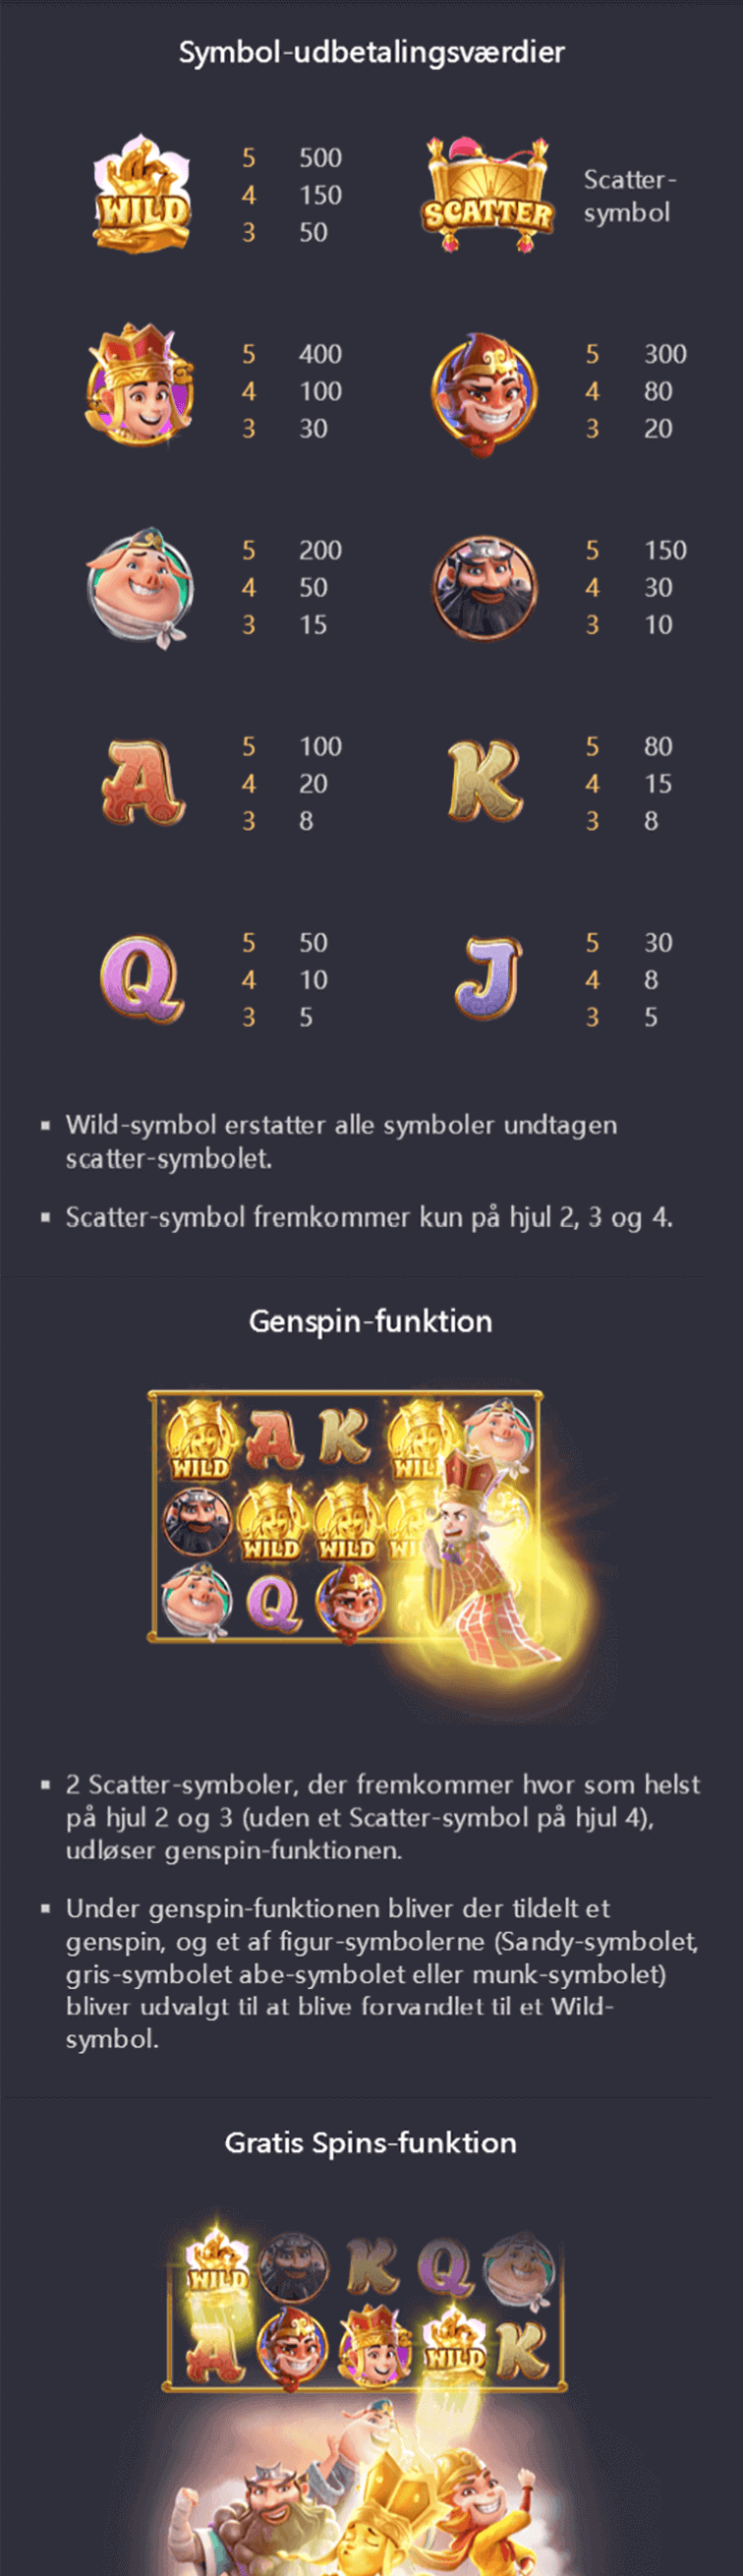 Symbol-udbetalingsværdier
WILD
5 500
4 150
3 50
SCATTER
Scatter-
symbol
5 400
4 100
3 30
5 300
4 80
3 20
5 200
4 50
3 15
5 150
4 30
3 10
A
5 100
4 20
3 8
K
5 80
4 15
3 8
Q
5 50
4 10
3 5
J
5 30
4 8
3 5
▪ Wild-symbol erstatter alle symboler undtagen
scatter-symbolet.
▪ Scatter-symbol fremkommer kun på hjul 2, 3 og 4.
Genspin-funktion
WILD A K WILD
WILD WILD WI
Q
▪ 2 Scatter-symboler, der fremkommer hvor som helst
på hjul 2 og 3 (uden et Scatter-symbol på hjul 4),
udløser genspin-funktionen.
▪ Under genspin-funktionen bliver der tildelt et
genspin, og et af figur-symbolerne (Sandy-symbolet,
gris-symbolet abe-symbolet eller munk-symbolet)
bliver udvalgt til at blive forvandlet til et Wild-
symbol.
Gratis Spins-funktion
WILD K Q
A WILD K